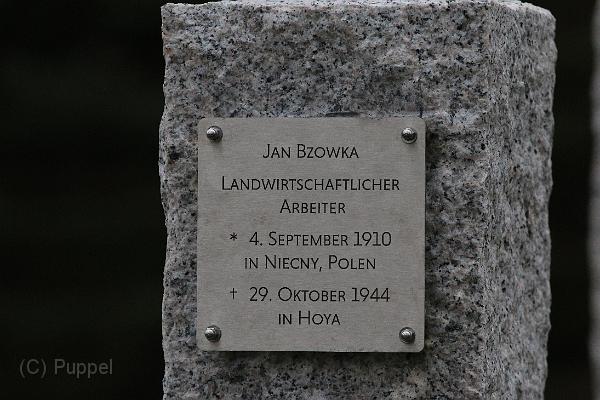 Jan Bzowka
Landwirtschaftlicher
Arbeiter
* 4. September 1910
in Niecny, Polen
† 29. Oktober 1944
in Hoya
(C) Puppel